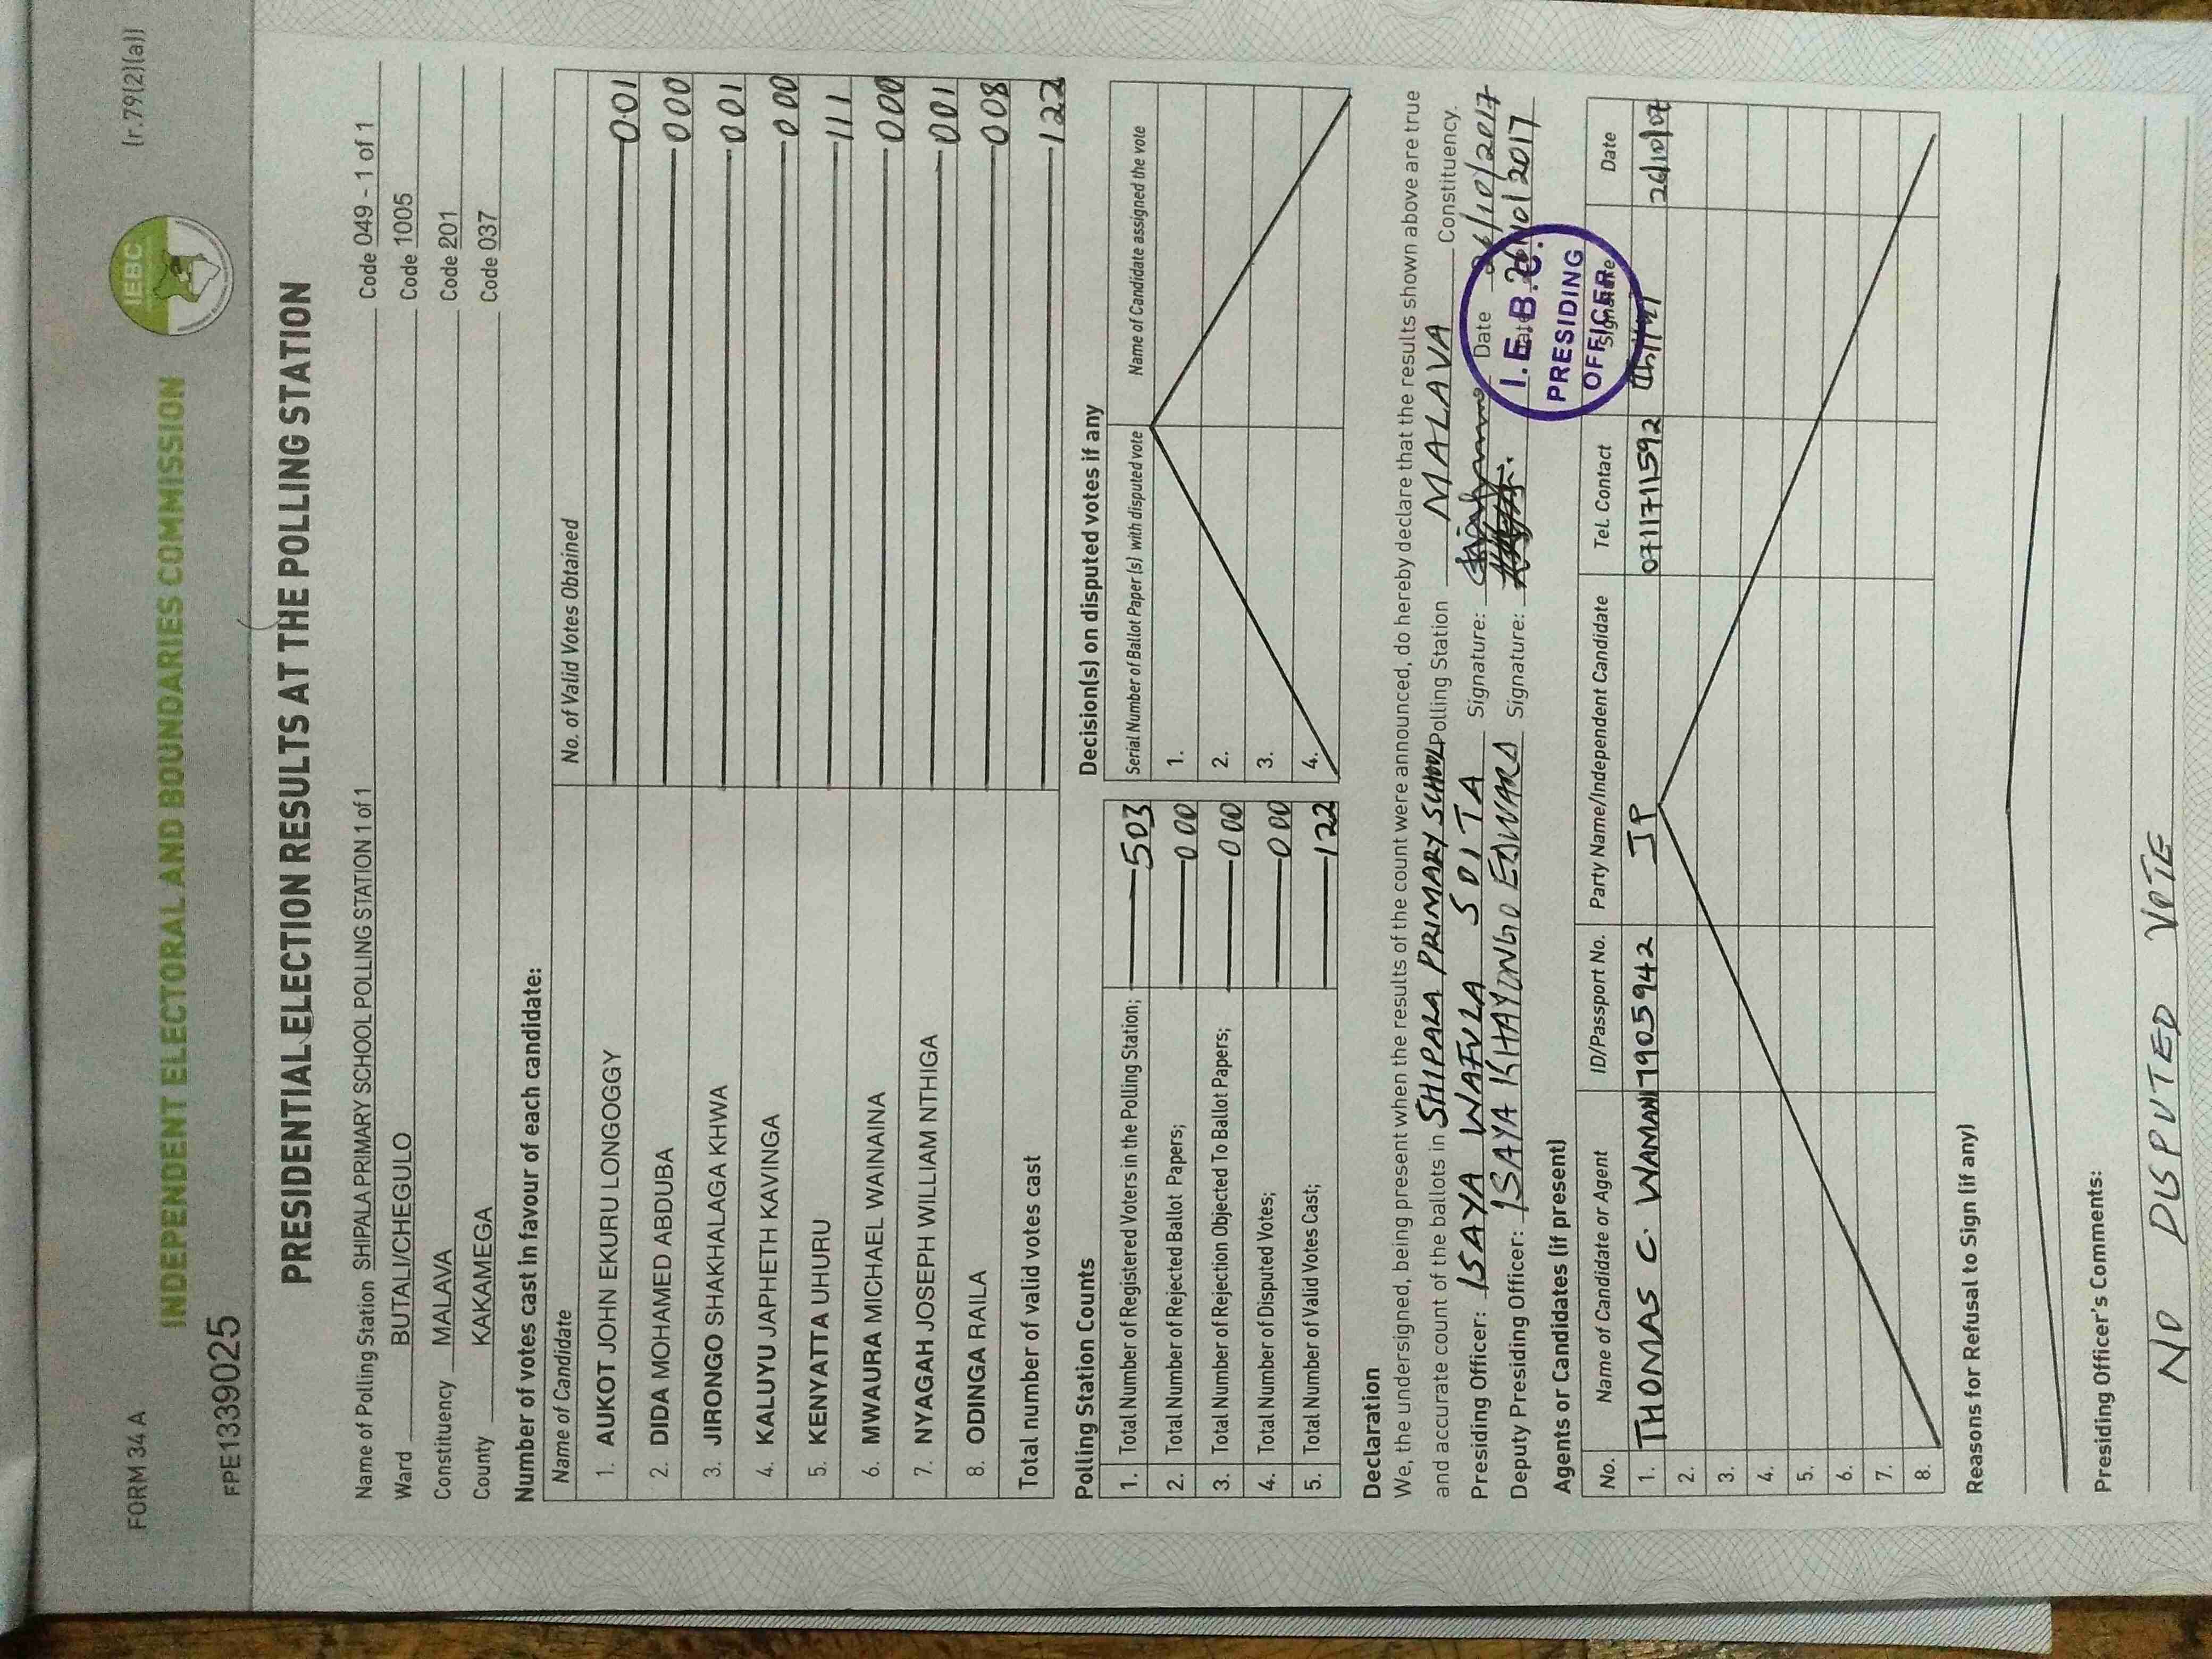 FORM 34A
(r.79(2)(a))
IEBC
INDEPENDENT ELECTORAL AND BOUNDARIES COMMISSION
FPE1339025
PRESIDENTIAL ELECTION RESULTS AT THE POLLING STATION
Name of Polling Station SHIPALA PRIMARY SCHOOL POLLING STATION 1 of 1 Code 049 - 1 of 1
Ward BUTALI/CHEGULO Code 1005
Constituency MALAVA Code 201
County KAKAMEGA Code 037
Number of votes cast in favour of each candidate:
Name of Candidate No. of Valid Votes Obtained
1. AUKOT JOHN EKURU LONGOGGY 001
2. DIDA MOHAMED ABDUBA 000
3. JIRONGO SHAKHALAGA KHWA 001
4. KALUYU JAPHETH KAVINGA 000
5. KENYATTA UHURU 111
6. MWAURA MICHAEL WAINAINA 000
7. NYAGAH JOSEPH WILLIAM NTHIGA 001
8. ODINGA RAILA 008
Total number of valid votes cast 122
Polling Station Counts
1. Total Number of Registered Voters in the Polling Station; 503
2. Total Number of Rejected Ballot Papers; 000
3. Total Number of Rejection Objected To Ballot Papers; 000
4. Total Number of Disputed Votes; 000
5. Total Number of Valid Votes Cast; 122
Decision(s) on disputed votes if any
Serial Number of Ballot Paper(s) with disputed vote Name of Candidate assigned the vote
1.
2.
3.
4.
Declaration
We, the undersigned, being present when the results of the count were announced, do hereby declare that the results shown above are true
and accurate count of the ballots in SHIPALA PRIMARY SCHOOL Polling Station MALAVA Constituency.
Presiding Officer: ISAYA WAFULA SOITA Signature: Date 26/10/2017
Deputy Presiding Officer: ISAYA KHAYONGO EDWARD Signature: Date 26/10/2017
I.E.B.C.
PRESIDING
OFFICER
Agents or Candidates (if present)
No. Name of Candidate or Agent ID/Passport No. Party Name/Independent Candidate Tel. Contact Signature Date
1. THOMAS C. WAMANI 7905942 JP 0711711592 26/10/07
2.
3.
4.
5.
6.
7.
8.
Reasons for Refusal to Sign (if any)
Presiding Officer's Comments:
NO DISPUTED VOTE